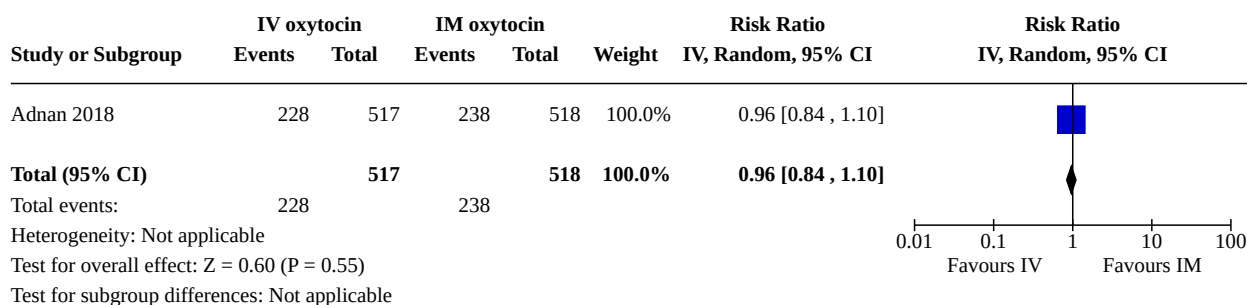 IV oxytocin IM oxytocin Risk Ratio Risk Ratio
Study or Subgroup Events Total Events Total Weight IV, Random, 95% CI IV, Random, 95% CI
Adnan 2018 228 517 238 518 100.0% 0.96 [0.84 , 1.10]
Total (95% CI) 517 518 100.0% 0.96 [0.84 , 1.10]
Total events: 228 238
Heterogeneity: Not applicable
0.01 0.1 1 10 100
Test for overall effect: Z = 0.60 (P = 0.55)
Favours IV Favours IM
Test for subgroup differences: Not applicable